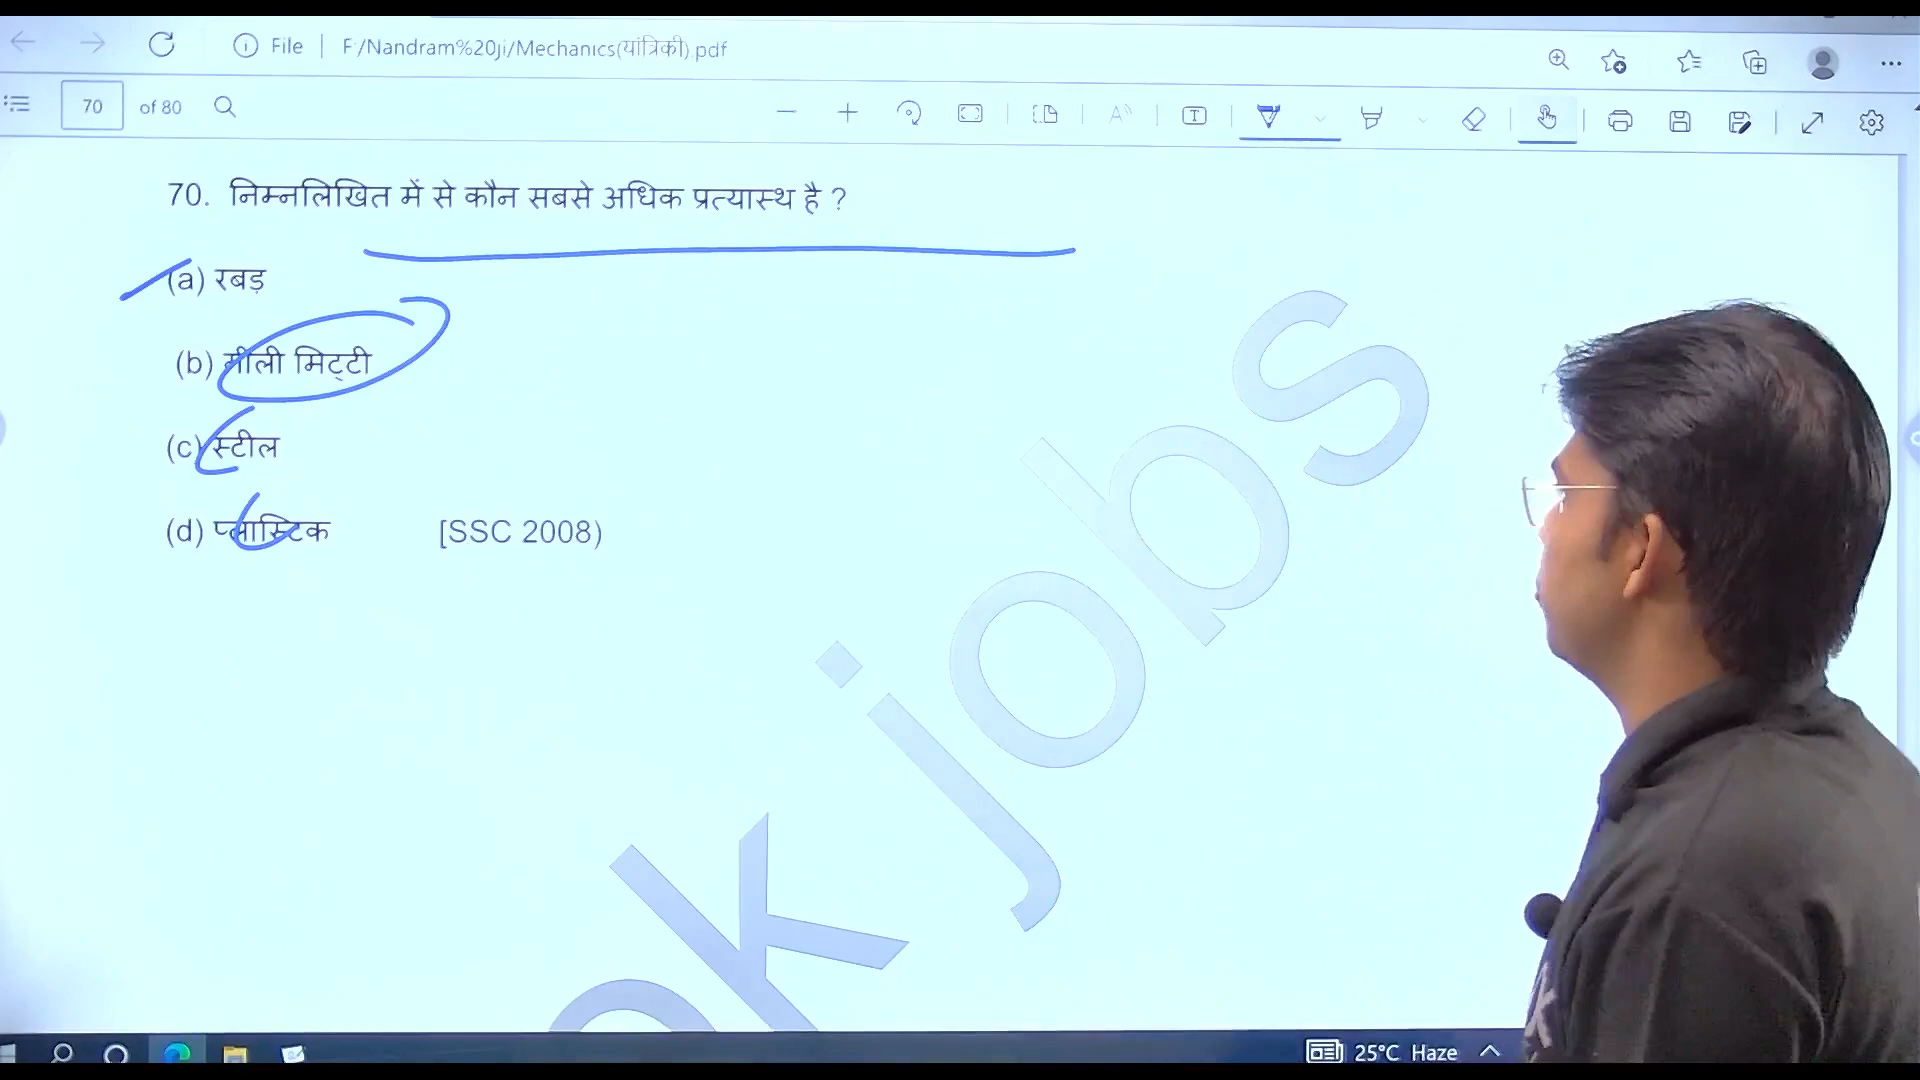 File | F:/Nandram%20ji/Mechanics(यांत्रिकी).pdf
70 of 80
70. निम्नलिखित में से कौन सबसे अधिक प्रत्यास्थ है ?
(a) रबड़
(b) गीली मिट्टी
(c) स्टील
(d) प्लास्टिक [SSC 2008)
pk jobs
25°C Haze